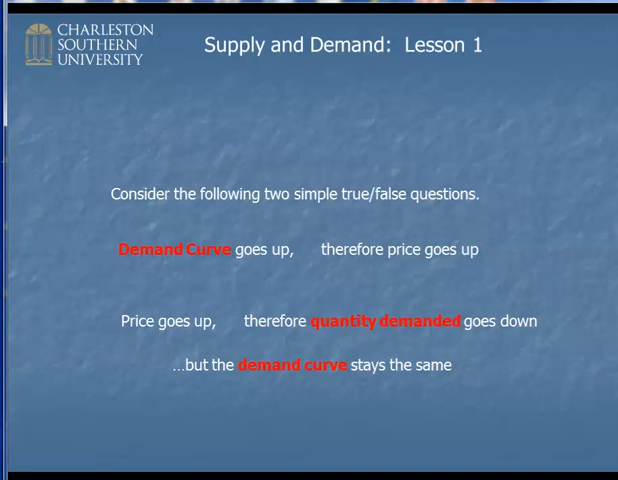 CHARLESTON
SOUTHERN
UNIVERSITY
Supply and Demand: Lesson 1
Consider the following two simple true/false questions.
Demand Curve goes up, therefore price goes up
Price goes up, therefore quantity demanded goes down
...but the demand curve stays the same